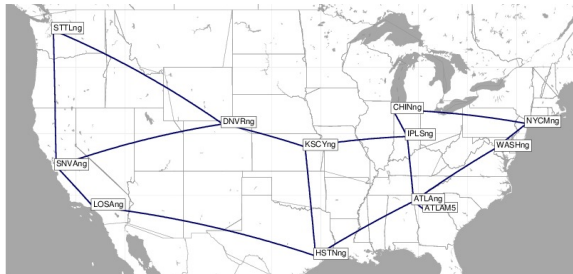 STTLng
CHINng
NYCMng
DNVRng
IPLSng
KSCYng
WASHng
SNVAng
ATLAng
LOSAng
ATLAM5
HSTNng